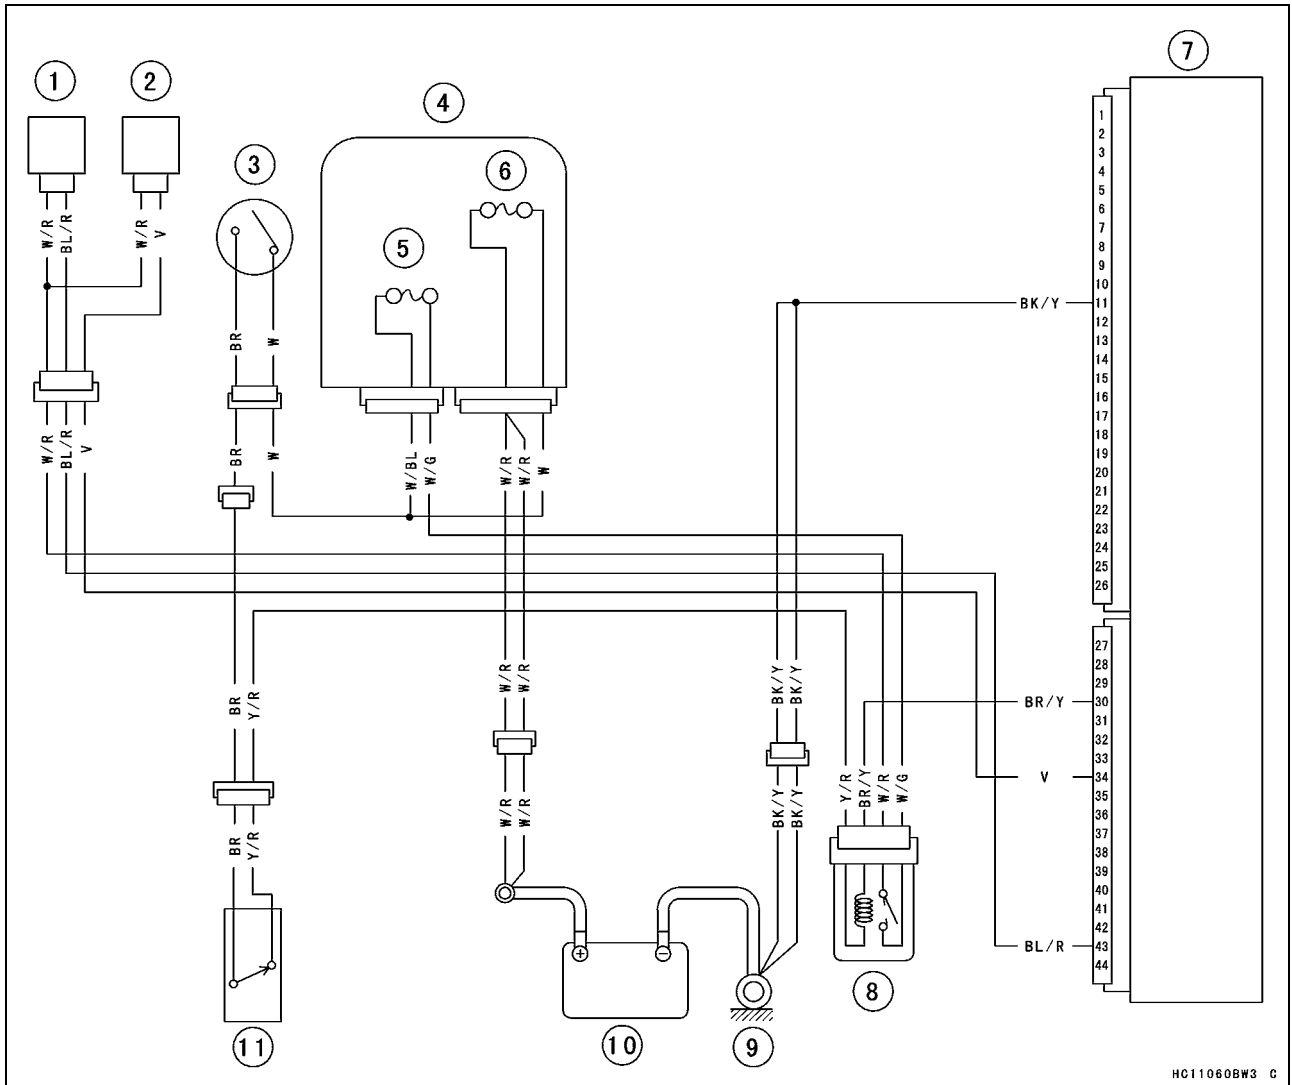 1
2
3
4
5
6
7
W/R
BL/R
W/R
V
BR
W
W/R
BL/R
V
BR
W
W/BL
W/G
W/R
W/R
W
BK/Y
1
2
3
4
5
6
7
8
9
10
11
12
13
14
15
16
17
18
19
20
21
22
23
24
25
26
27
28
29
30
31
32
33
34
35
36
37
38
39
40
41
42
43
44
BR
Y/R
W/R
W/R
BK/Y
BK/Y
BR/Y
V
BL/R
BR
Y/R
W/R
W/R
BK/Y
BK/Y
Y/R
BR/Y
W/R
W/G
+
−
8
9
10
11
HC11060BW3 C